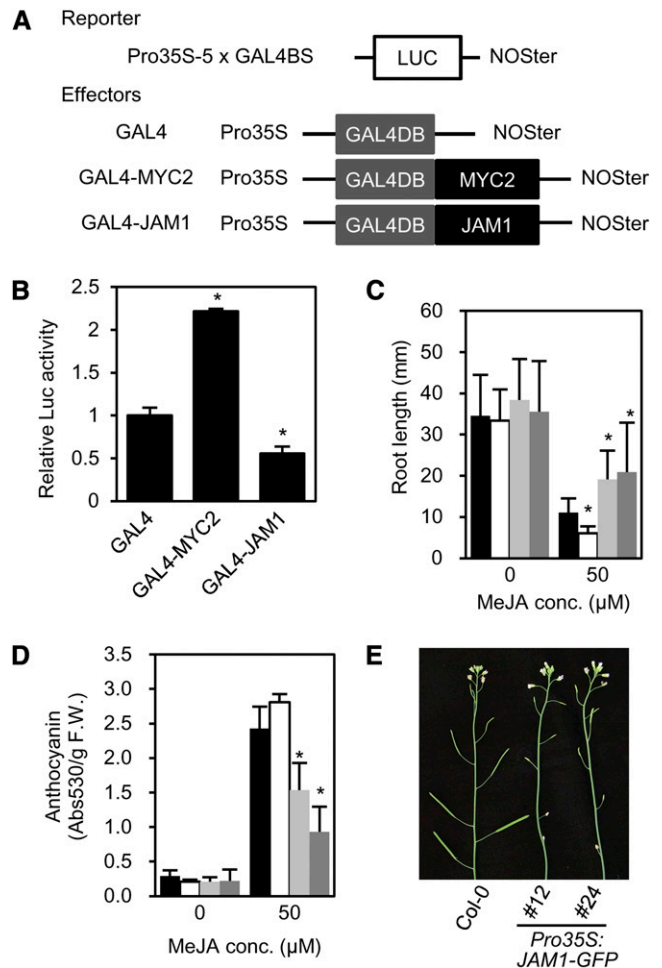 A
Reporter
Pro35S-5 x GAL4BS LUC NOSter
Effectors
GAL4 Pro35S GAL4DB NOSter
GAL4-MYC2 Pro35S GAL4DB MYC2 NOSter
GAL4-JAM1 Pro35S GAL4DB JAM1 NOSter
B
Relative Luc activity
2.5
2
1.5
1
0.5
0
*
*
GAL4
GAL4-MYC2
GAL4-JAM1
C
Root length (mm)
60
50
40
30
20
10
0
*
*
*
0 50
MeJA conc. (µM)
D
Anthocyanin
(Abs530/g F.W.)
3.5
3.0
2.5
2.0
1.5
1.0
0.5
0.0
*
*
0 50
MeJA conc. (µM)
E
Col-0
#12
#24
Pro35S:
JAM1-GFP